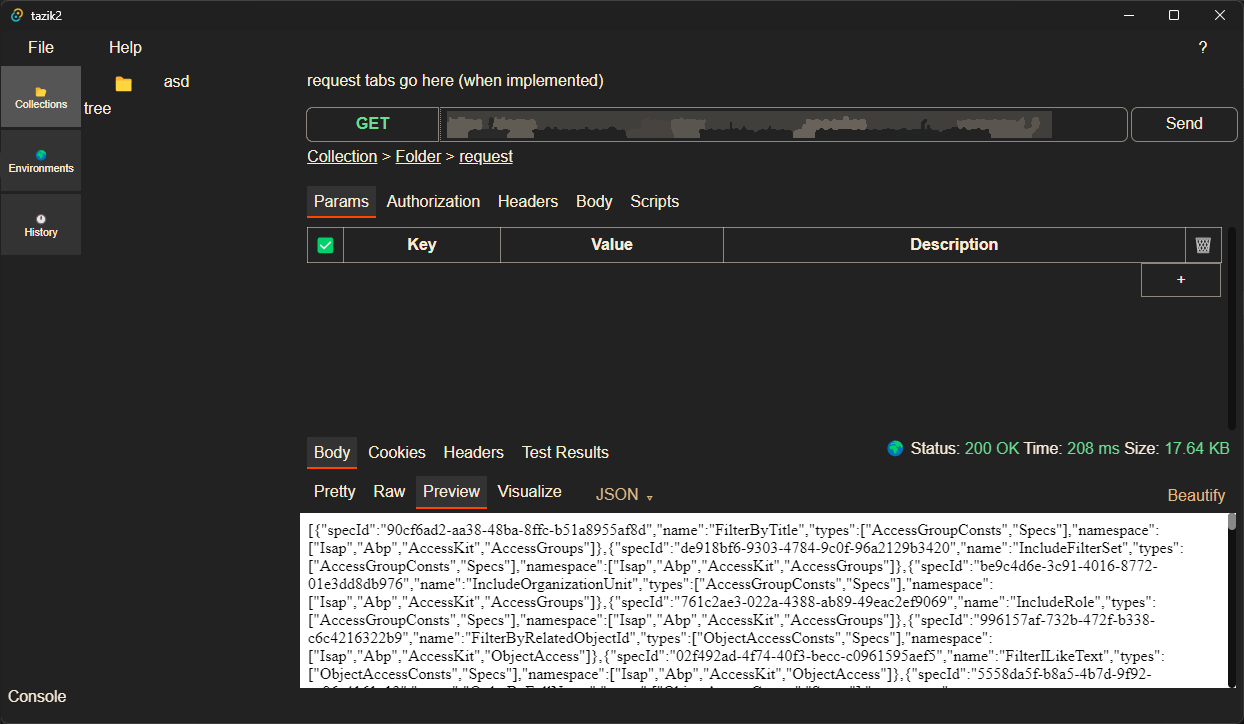 tazik2
File Help ?
Collections
Environments
History
asd
tree
request tabs go here (when implemented)
GET Send
Collection > Folder > request
Params Authorization Headers Body Scripts
Key Value Description
+
Body Cookies Headers Test Results
Status: 200 OK Time: 208 ms Size: 17.64 KB
Pretty Raw Preview Visualize JSON
Beautify
[{"specId":"90cf6ad2-aa38-48ba-8ffc-b51a8955af8d","name":"FilterByTitle","types":["AccessGroupConsts","Specs"],"namespace":
["Isap","Abp","AccessKit","AccessGroups"]},{"specId":"de918bf6-9303-4784-9c0f-96a2129b3420","name":"IncludeFilterSet","types":
["AccessGroupConsts","Specs"],"namespace":["Isap","Abp","AccessKit","AccessGroups"]},{"specId":"be9c4d6e-3c91-4016-8772-
01e3dd8db976","name":"IncludeOrganizationUnit","types":["AccessGroupConsts","Specs"],"namespace":
["Isap","Abp","AccessKit","AccessGroups"]},{"specId":"761c2ae3-022a-4388-ab89-49eac2ef9069","name":"IncludeRole","types":
["AccessGroupConsts","Specs"],"namespace":["Isap","Abp","AccessKit","AccessGroups"]},{"specId":"996157af-732b-472f-b338-
c6c4216322b9","name":"FilterByRelatedObjectId","types":["ObjectAccessConsts","Specs"],"namespace":
["Isap","Abp","AccessKit","ObjectAccess"]},{"specId":"02f492ad-4f74-40f3-becc-c0961595aef5","name":"FilterILikeText","types":
["ObjectAccessConsts","Specs"],"namespace":["Isap","Abp","AccessKit","ObjectAccess"]},{"specId":"5558da5f-b8a5-4b7d-9f92-
Console